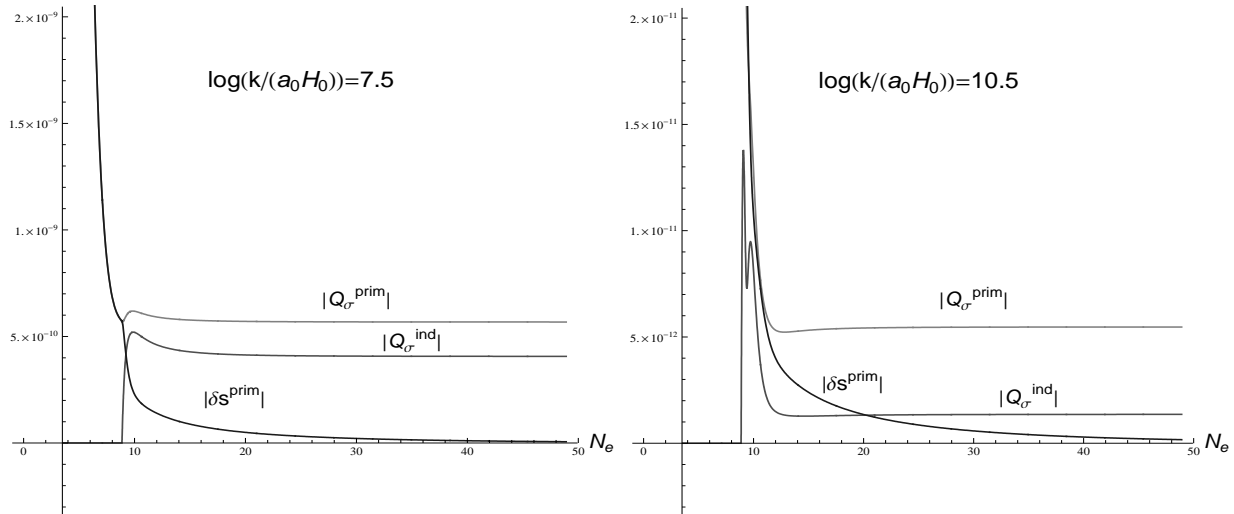 2. × 10⁻⁹
log(k/(a₀H₀))=7.5
1.5 × 10⁻⁹
1. × 10⁻⁹
|Q_σ^prim|
5. × 10⁻¹⁰
|Q_σ^ind|
|δs^prim|
0 10 20 30 40 50
N_e
2. × 10⁻¹¹
log(k/(a₀H₀))=10.5
1.5 × 10⁻¹¹
1. × 10⁻¹¹
|Q_σ^prim|
5. × 10⁻¹²
|δs^prim|
|Q_σ^ind|
0 10 20 30 40 50
N_e